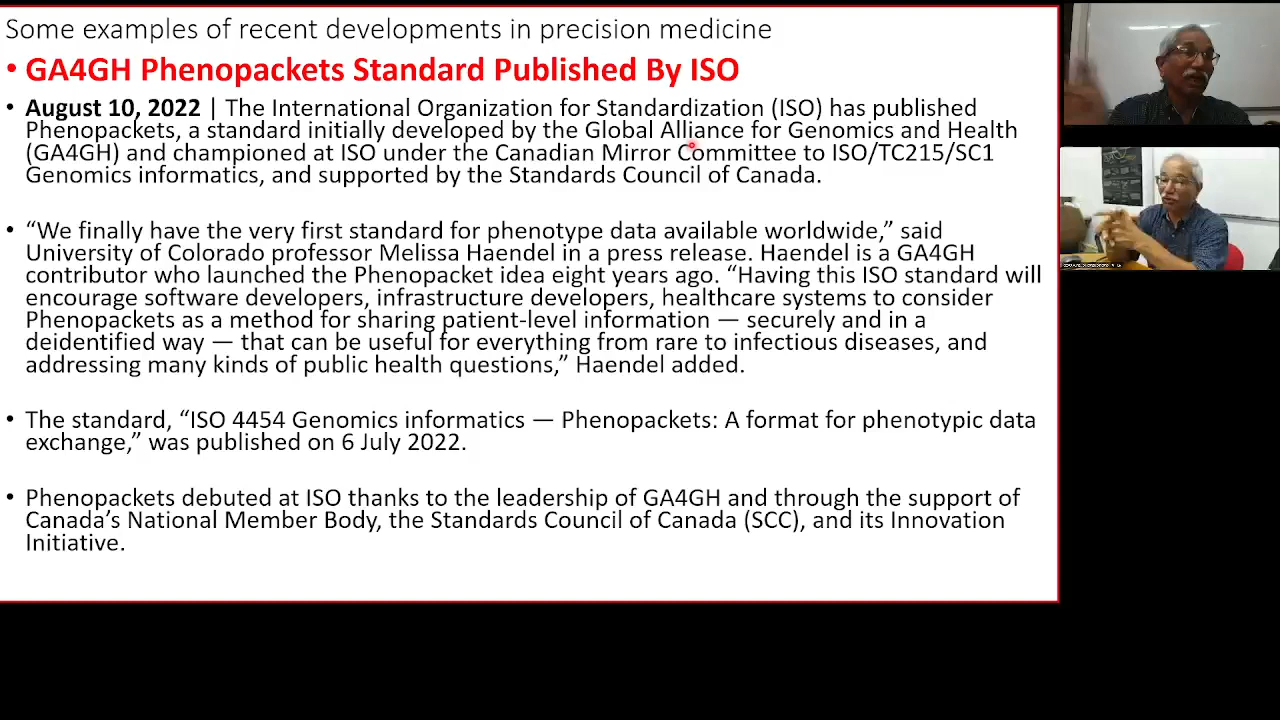 Some examples of recent developments in precision medicine
• GA4GH Phenopackets Standard Published By ISO
• August 10, 2022 | The International Organization for Standardization (ISO) has published
Phenopackets, a standard initially developed by the Global Alliance for Genomics and Health
(GA4GH) and championed at ISO under the Canadian Mirror Committee to ISO/TC215/SC1
Genomics informatics, and supported by the Standards Council of Canada.
• “We finally have the very first standard for phenotype data available worldwide,” said
University of Colorado professor Melissa Haendel in a press release. Haendel is a GA4GH
contributor who launched the Phenopacket idea eight years ago. “Having this ISO standard will
encourage software developers, infrastructure developers, healthcare systems to consider
Phenopackets as a method for sharing patient-level information — securely and in a
deidentified way — that can be useful for everything from rare to infectious diseases, and
addressing many kinds of public health questions,” Haendel added.
• The standard, “ISO 4454 Genomics informatics — Phenopackets: A format for phenotypic data
exchange,” was published on 6 July 2022.
• Phenopackets debuted at ISO thanks to the leadership of GA4GH and through the support of
Canada’s National Member Body, the Standards Council of Canada (SCC), and its Innovation
Initiative.